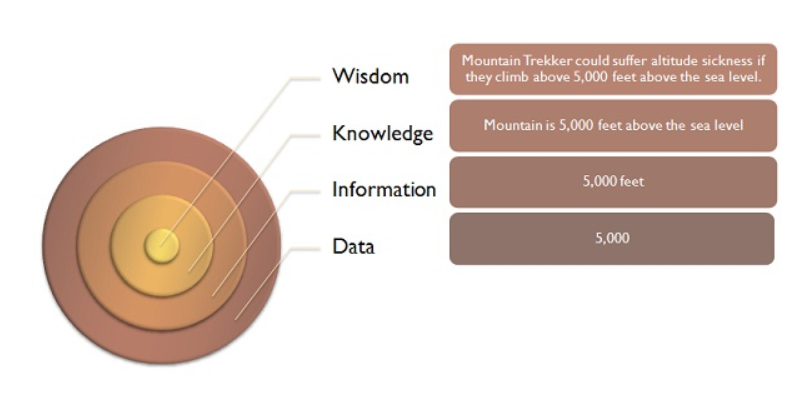 Wisdom
Mountain Trekker could suffer altitude sickness if
they climb above 5,000 feet above the sea level.
Knowledge
Mountain is 5,000 feet above the sea level
Information
5,000 feet
Data
5,000